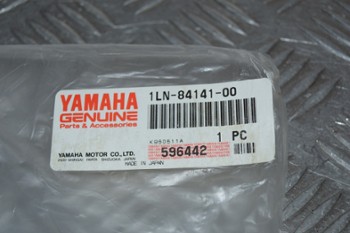 YAMAHA
GENUINE
Parts & Accessories
1LN-84141-00
1 PC
YAMAHA MOTOR CO., LTD.
MADE IN JAPAN
596442